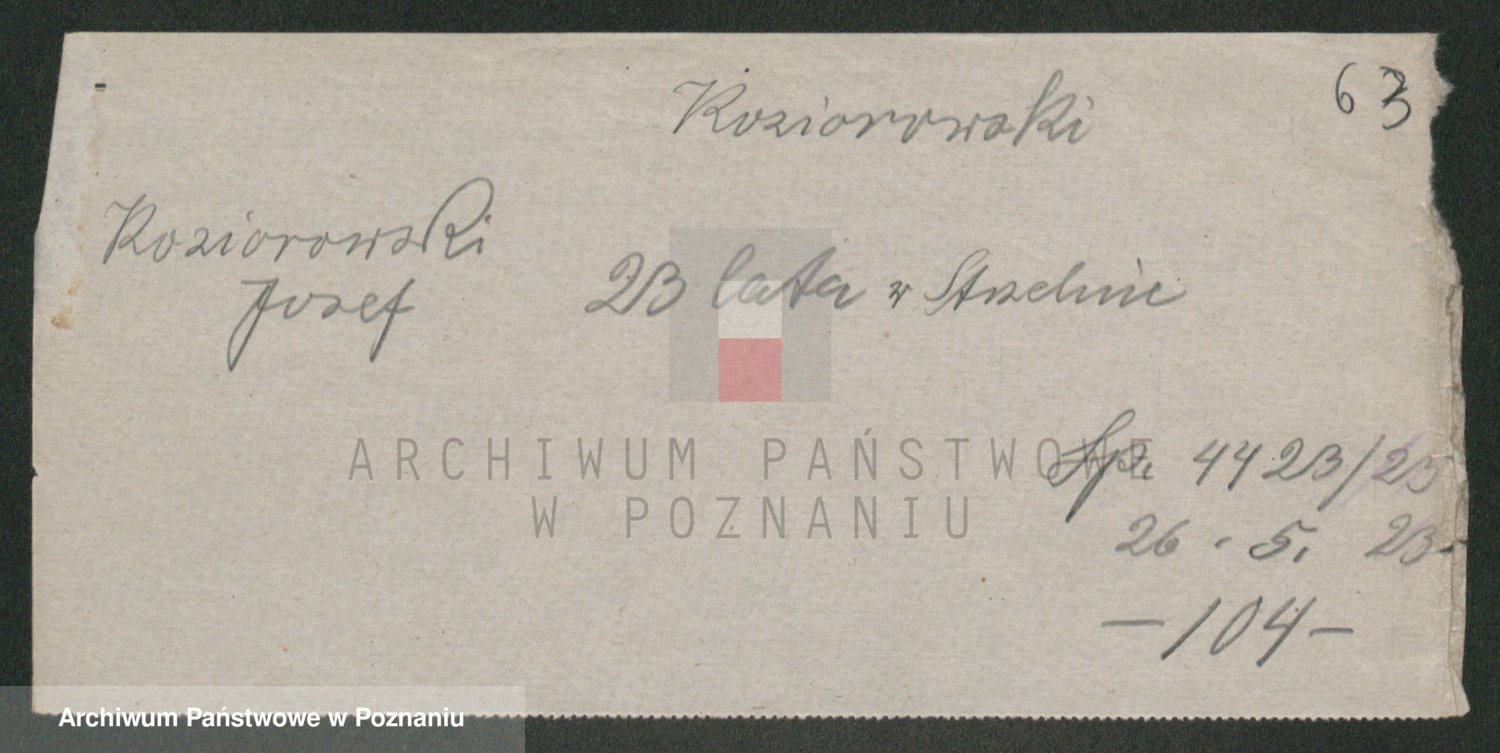 63
Koziorowski
Koziorowski
Josef
23 lata w Strzelnie
ARCHIWUM PAŃSTWOWE
W POZNANIU
Sp. 4423/23
26 . 5. 23.
— 104 —
Archiwum Państwowe w Poznaniu